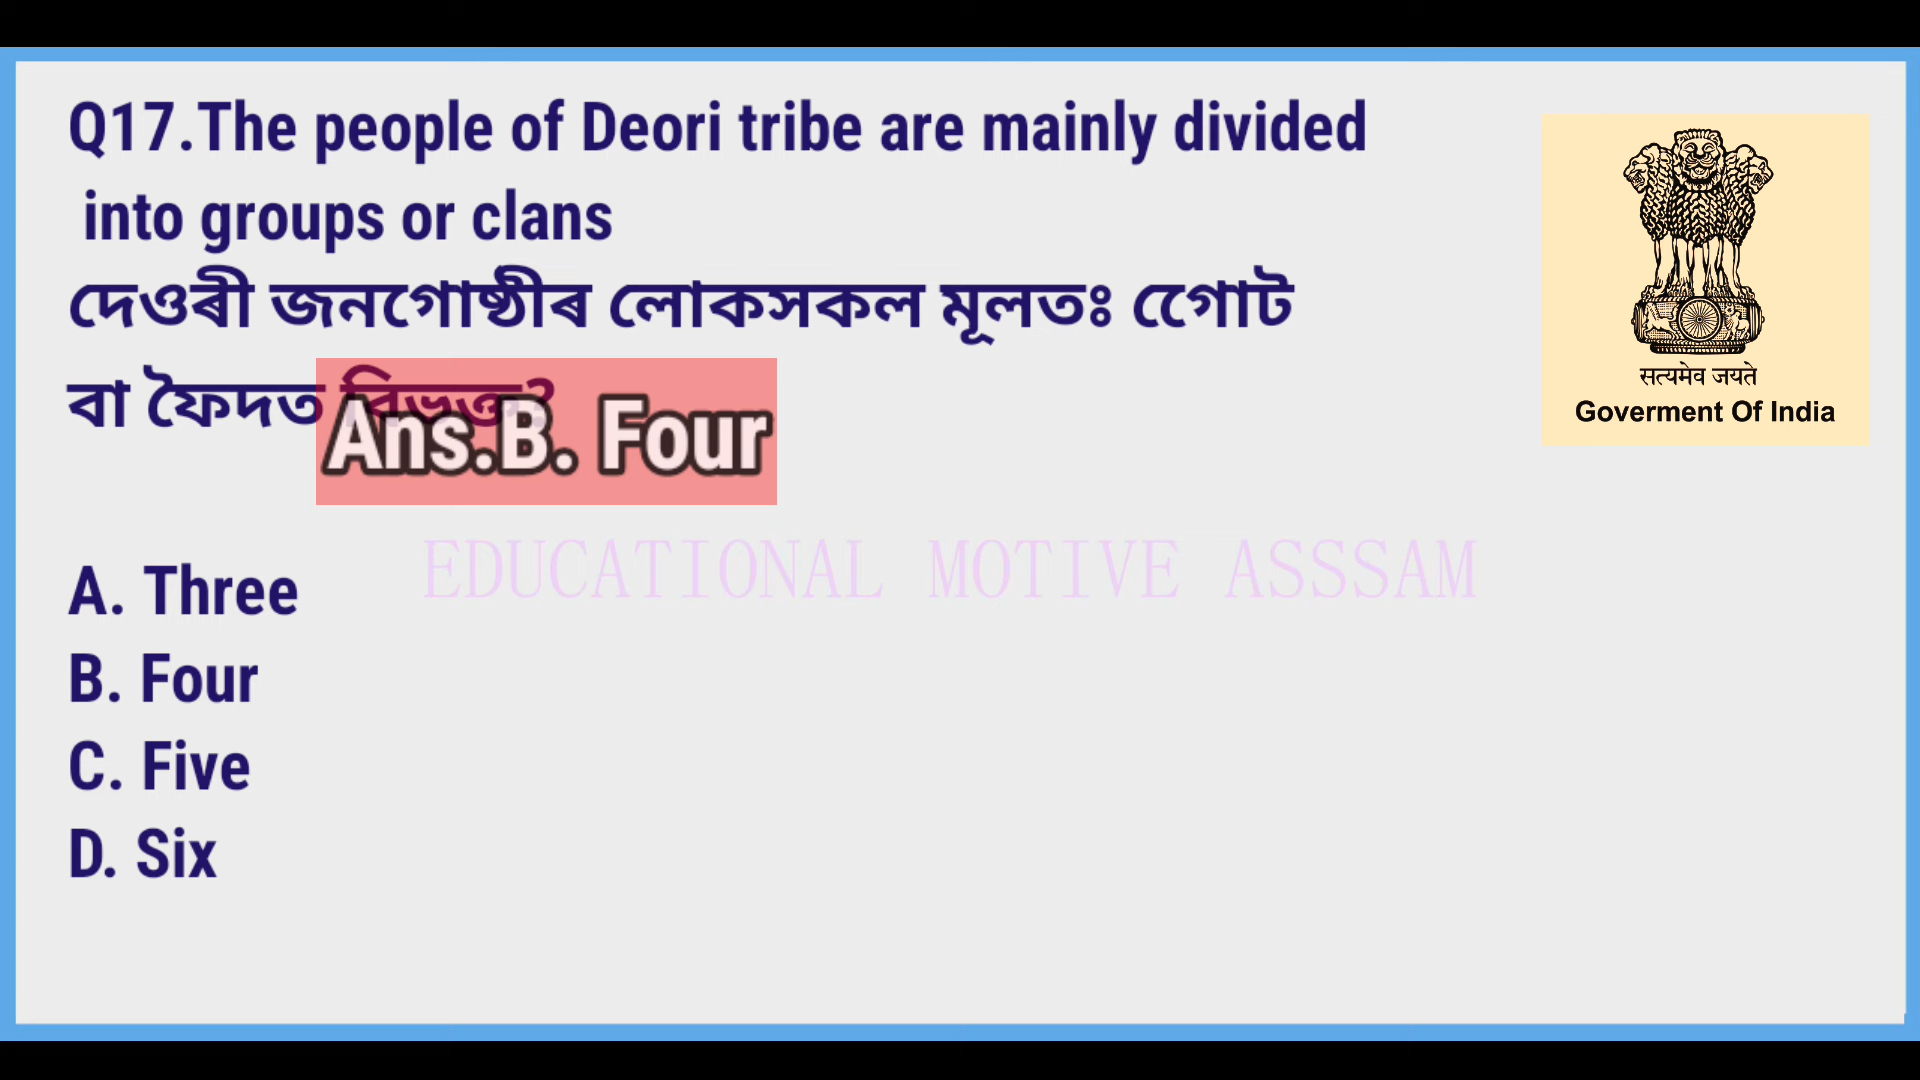 Q17.The people of Deori tribe are mainly divided
into groups or clans
দেওৰী জনগোষ্ঠীৰ লোকসকল মূলতঃ গোেট
বা ফৈদত বিভক্ত?
Ans.B. Four
EDUCATIONAL MOTIVE ASSSAM
A. Three
B. Four
C. Five
D. Six
सत्यमेव जयते
Goverment Of India